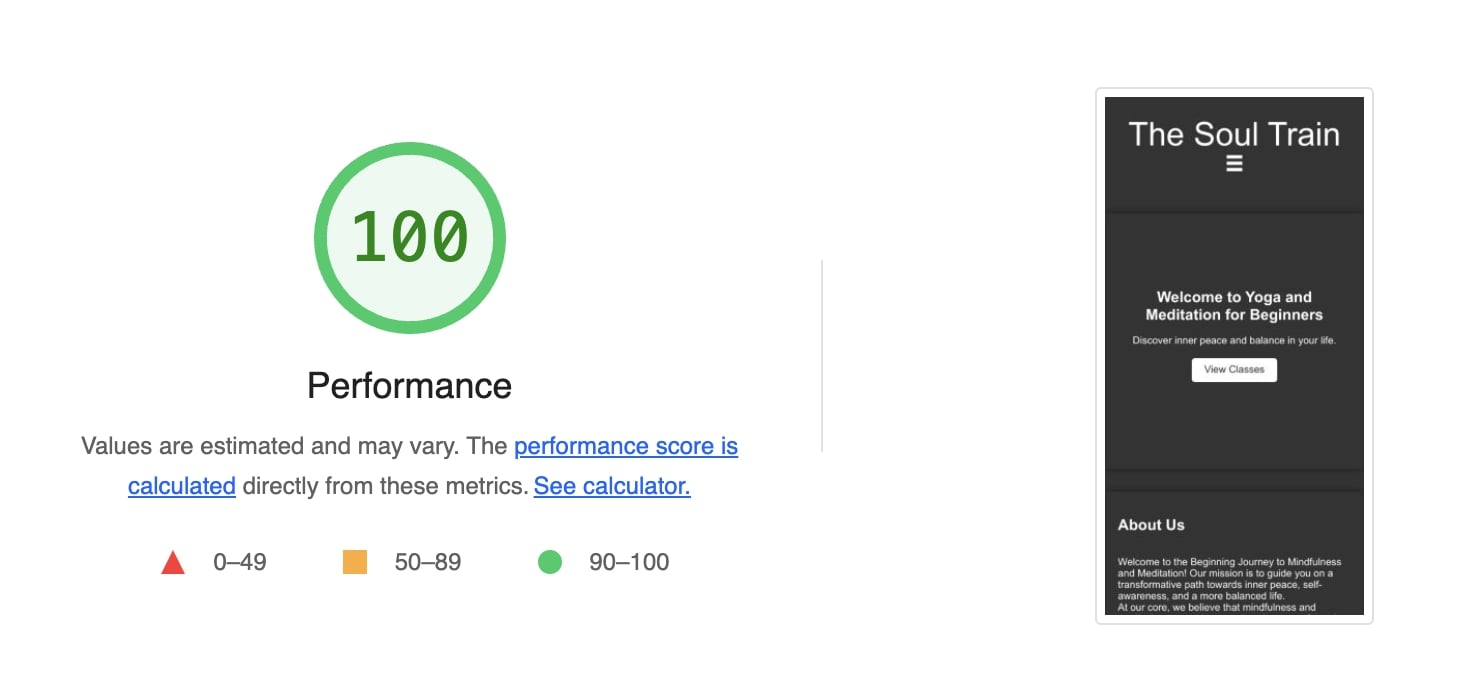 100
Performance
Values are estimated and may vary. The performance score is
calculated directly from these metrics. See calculator.
0–49
50–89
90–100
The Soul Train
Welcome to Yoga and
Meditation for Beginners
Discover inner peace and balance in your life.
View Classes
About Us
Welcome to the Beginning Journey to Mindfulness
and Meditation! Our mission is to guide you on a
transformative path towards inner peace, self-
awareness, and a more balanced life.
At our core, we believe that mindfulness and